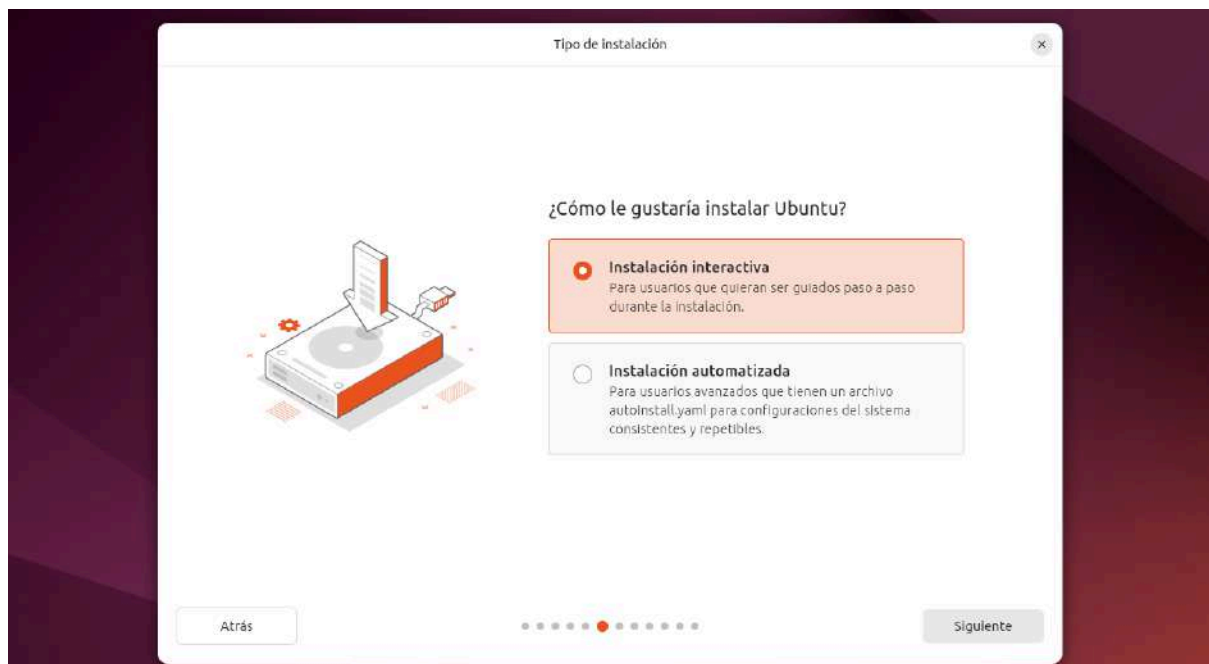 Tipo de instalación
¿Cómo le gustaría instalar Ubuntu?
Instalación interactiva
Para usuarios que quieran ser guiados paso a paso
durante la instalación.
Instalación automatizada
Para usuarios avanzados que tienen un archivo
autoinstall.yaml para configuraciones del sistema
consistentes y repetibles.
Atrás
Siguiente